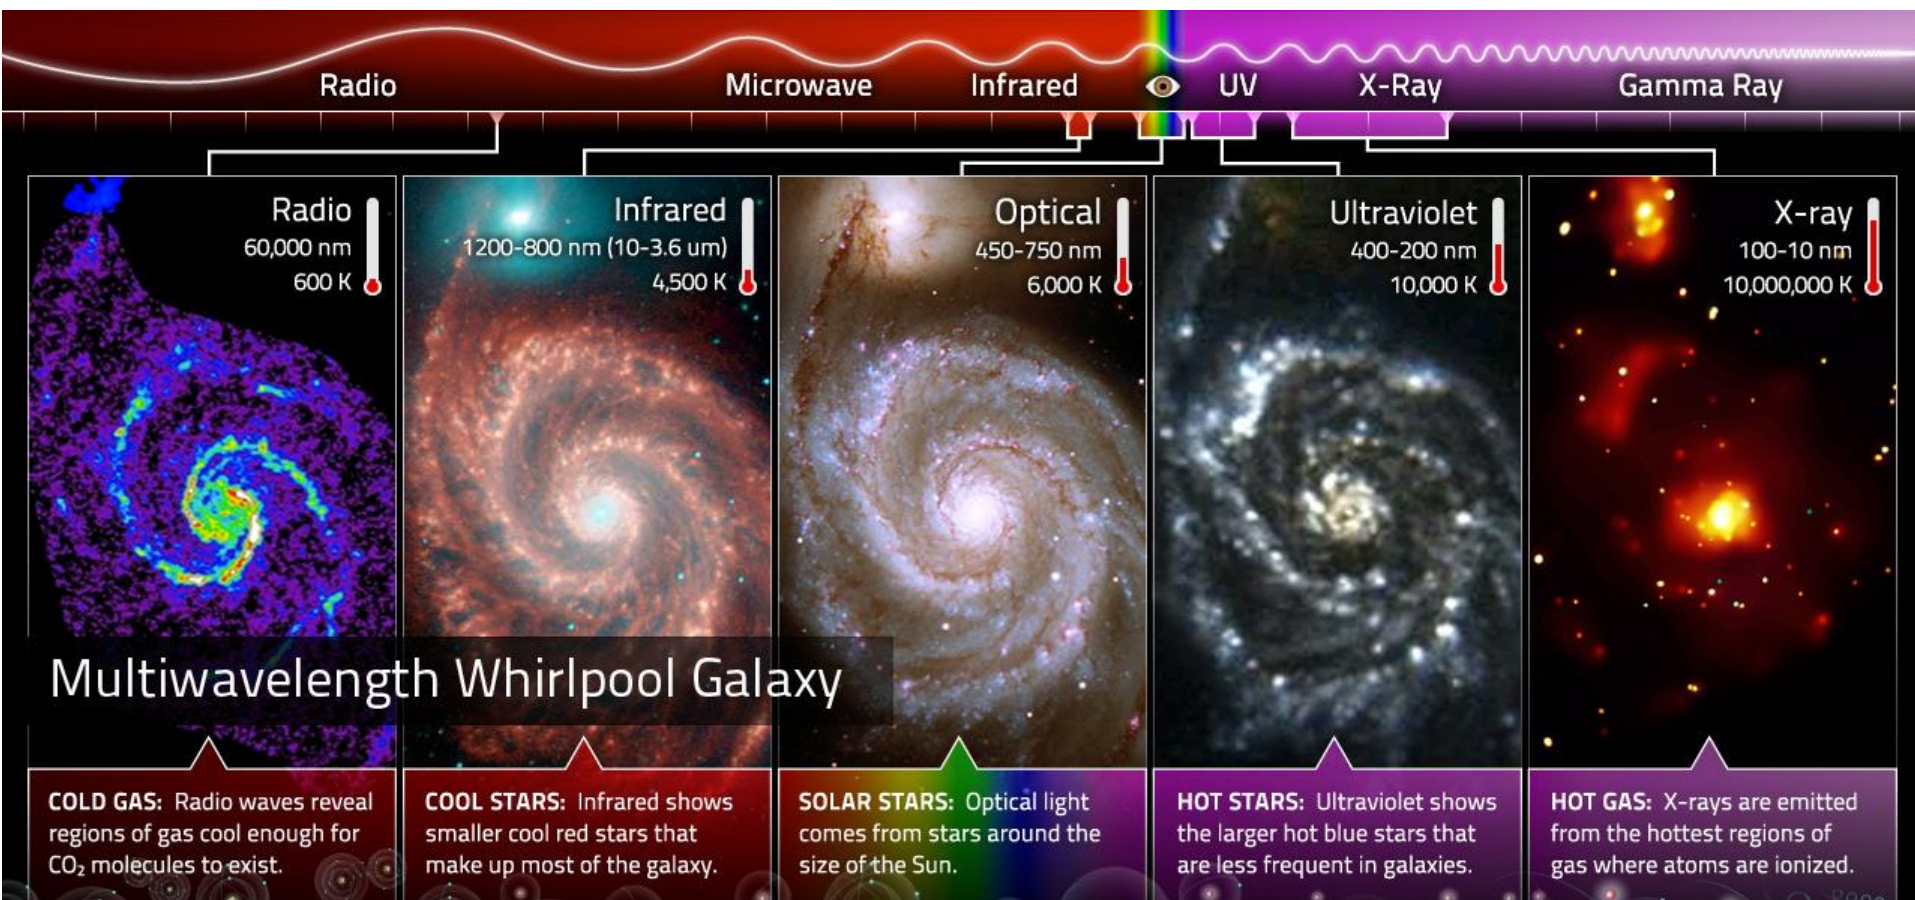 Radio
Microwave
Infrared
UV
X-Ray
Gamma Ray
Radio
60,000 nm
600 K
Infrared
1200-800 nm (10-3.6 um)
4,500 K
Optical
450-750 nm
6,000 K
Ultraviolet
400-200 nm
10,000 K
X-ray
100-10 nm
10,000,000 K
Multiwavelength Whirlpool Galaxy
COLD GAS: Radio waves reveal
regions of gas cool enough for
CO₂ molecules to exist.
COOL STARS: Infrared shows
smaller cool red stars that
make up most of the galaxy.
SOLAR STARS: Optical light
comes from stars around the
size of the Sun.
HOT STARS: Ultraviolet shows
the larger hot blue stars that
are less frequent in galaxies.
HOT GAS: X-rays are emitted
from the hottest regions of
gas where atoms are ionized.